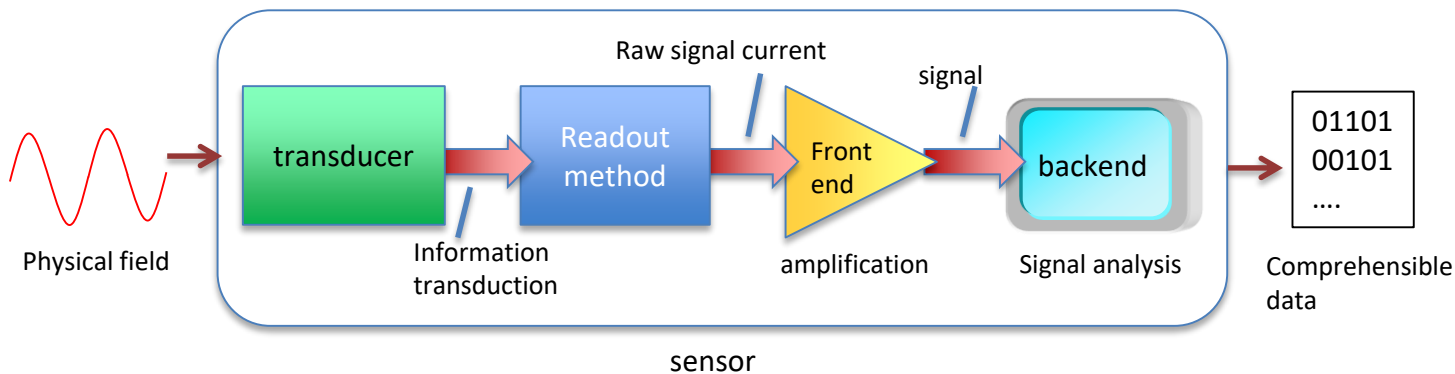 Raw signal current
signal
transducer
Readout
method
Front
end
backend
01101
00101
....
Physical field
Information
transduction
amplification
Signal analysis
Comprehensible
data
sensor